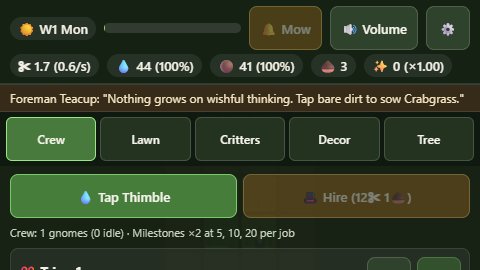 W1 Mon
Mow
Volume
1.7 (0.6/s)
44 (100%)
41 (100%)
3
0 (×1.00)
Foreman Teacup: "Nothing grows on wishful thinking. Tap bare dirt to sow Crabgrass."
Crew
Lawn
Critters
Decor
Tree
Tap Thimble
Hire (12 1 )
Crew: 1 gnomes (0 idle) · Milestones ×2 at 5, 10, 20 per job